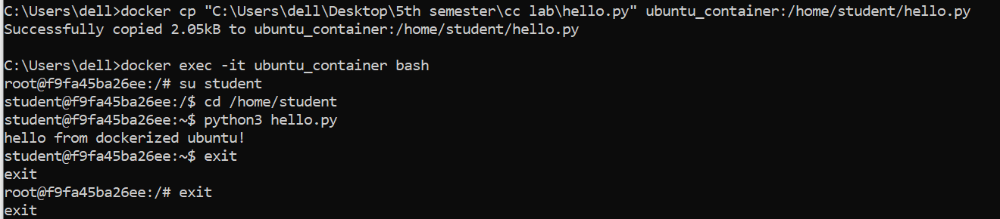 C:\Users\dell>docker cp "C:\Users\dell\Desktop\5th semester\cc lab\hello.py" ubuntu_container:/home/student/hello.py
Successfully copied 2.05kB to ubuntu_container:/home/student/hello.py
C:\Users\dell>docker exec -it ubuntu_container bash
root@f9fa45ba26ee:/# su student
student@f9fa45ba26ee:/$ cd /home/student
student@f9fa45ba26ee:~$ python3 hello.py
hello from dockerized ubuntu!
student@f9fa45ba26ee:~$ exit
exit
root@f9fa45ba26ee:/# exit
exit